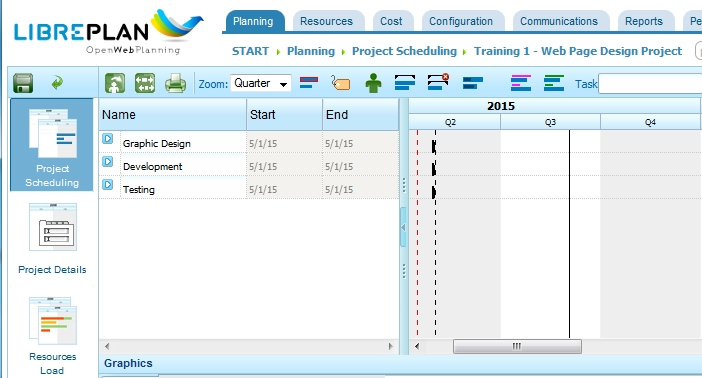 LIBREPLAN
OpenWebPlanning
Planning Resources Cost Configuration Communications Reports Pe
START Planning Project Scheduling Training 1 - Web Page Design Project
Zoom: Quarter Task
Name Start End 2015
Q2 Q3 Q4
Graphic Design 5/1/15 5/1/15
Development 5/1/15 5/1/15
Testing 5/1/15 5/1/15
Project
Scheduling
Project Details
Resources
Load
Graphics